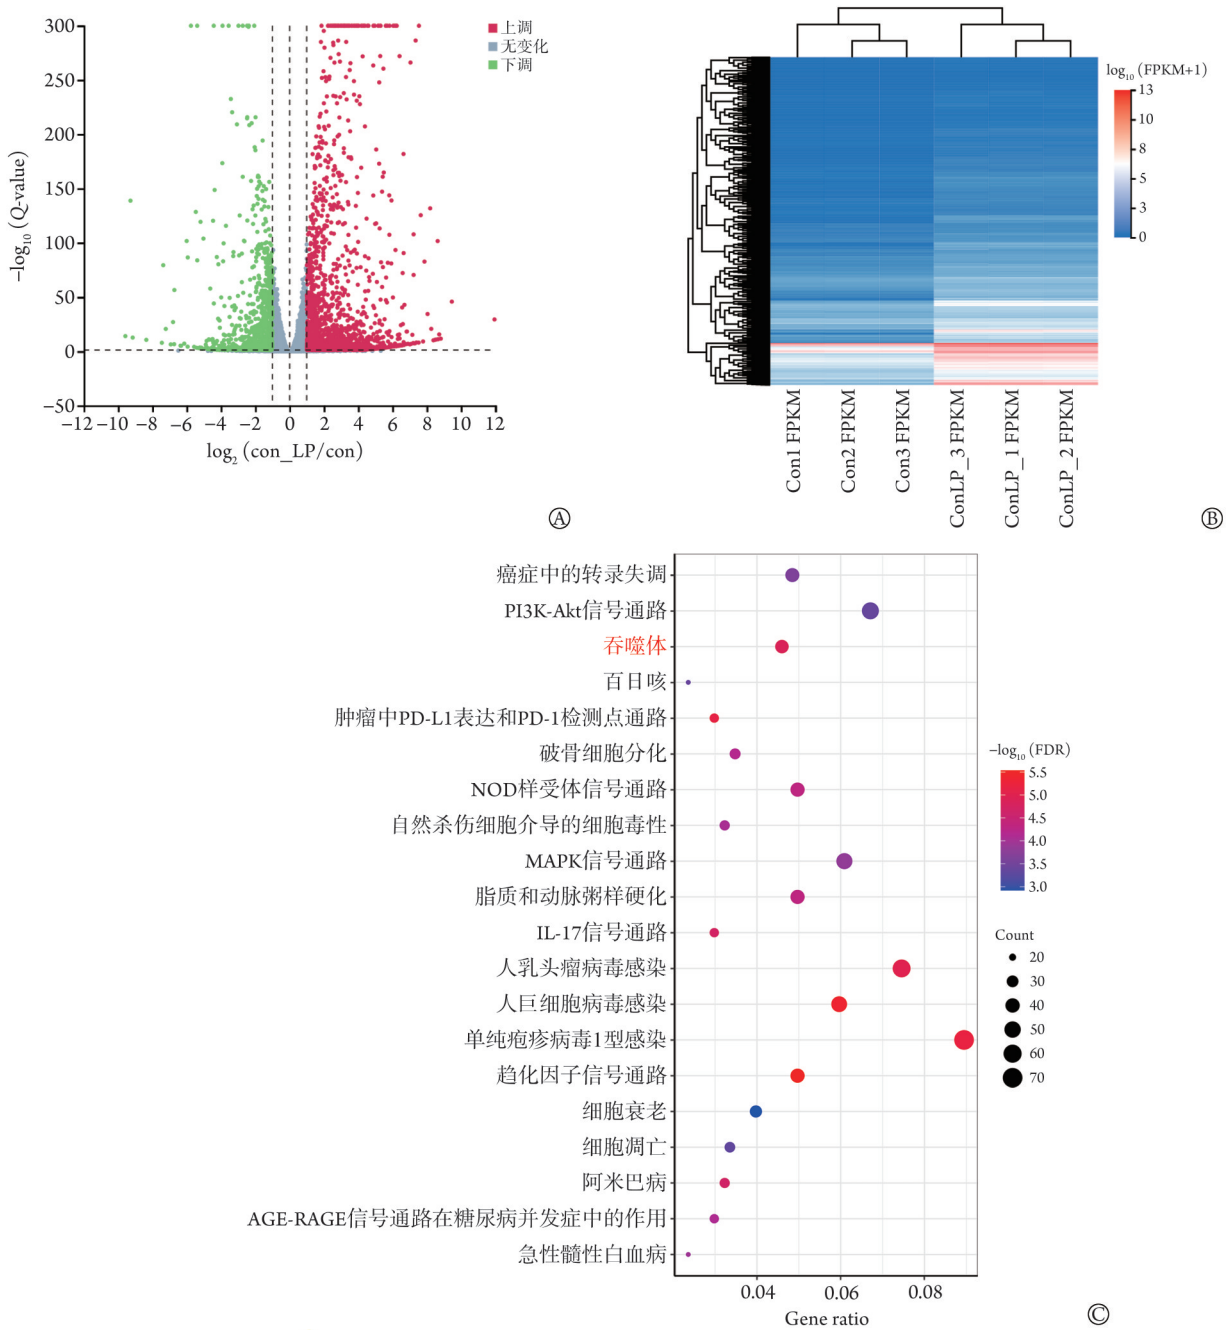 300
250
200
150
100
50
0
−50
−log₁₀ (Q-value)
−12 −10 −8 −6 −4 −2 0 2 4 6 8 10 12
log₂ (con_LP/con)
上调
无变化
下调
Ⓐ
log₁₀ (FPKM+1)
13
10
8
5
3
0
Con1 FPKM
Con2 FPKM
Con3 FPKM
ConLP_3 FPKM
ConLP_1 FPKM
ConLP_2 FPKM
Ⓑ
癌症中的转录失调
PI3K-Akt信号通路
吞噬体
百日咳
肿瘤中PD-L1表达和PD-1检测点通路
破骨细胞分化
NOD样受体信号通路
自然杀伤细胞介导的细胞毒性
MAPK信号通路
脂质和动脉粥样硬化
IL-17信号通路
人乳头瘤病毒感染
人巨细胞病毒感染
单纯疱疹病毒1型感染
趋化因子信号通路
细胞衰老
细胞凋亡
阿米巴病
AGE-RAGE信号通路在糖尿病并发症中的作用
急性髓性白血病
0.04 0.06 0.08
Gene ratio
−log₁₀ (FDR)
5.5
5.0
4.5
4.0
3.5
3.0
Count
20
30
40
50
60
70
Ⓒ